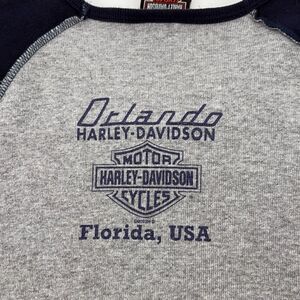 Orlando
HARLEY-DAVIDSON
MOTOR
HARLEY-DAVIDSON
CYCLES
Florida, USA